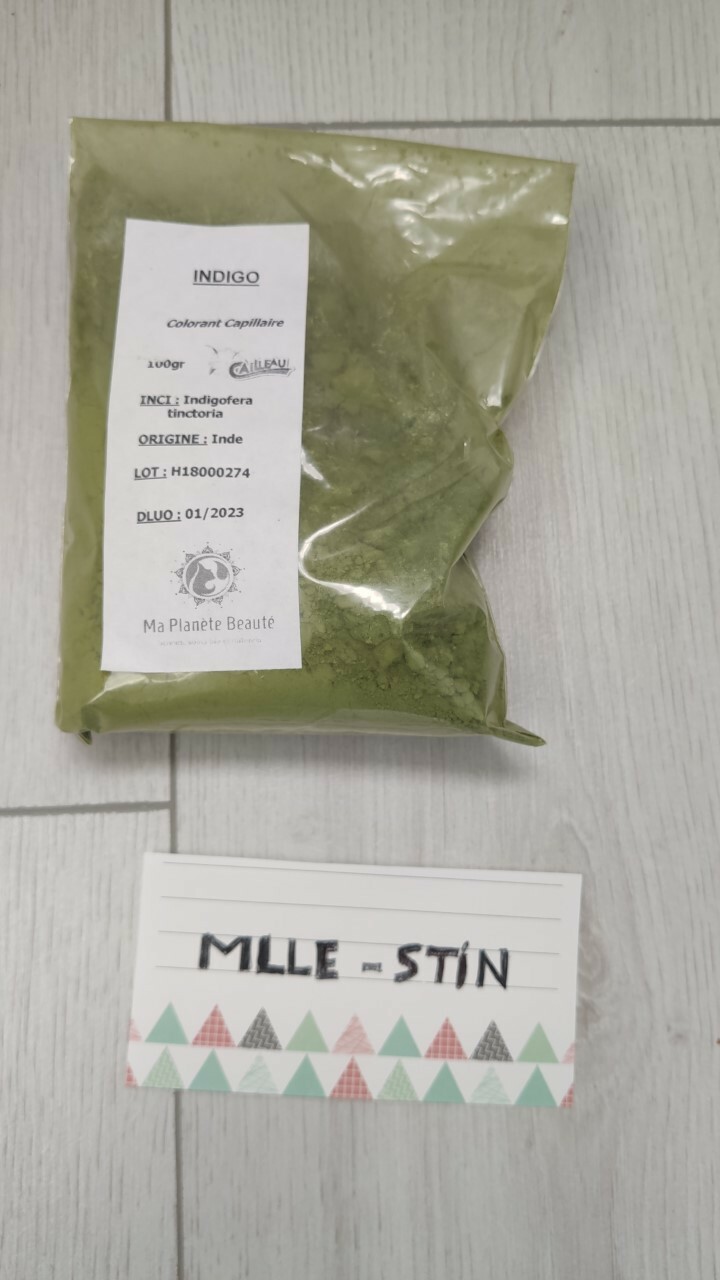 INDIGO
Colorant Capillaire
100gr CAILLEAU
INCI : Indigofera
tinctoria
ORIGINE : Inde
LOT : H18000274
DLUO : 01/2023
Ma Planète Beauté
MLLE - STÍN